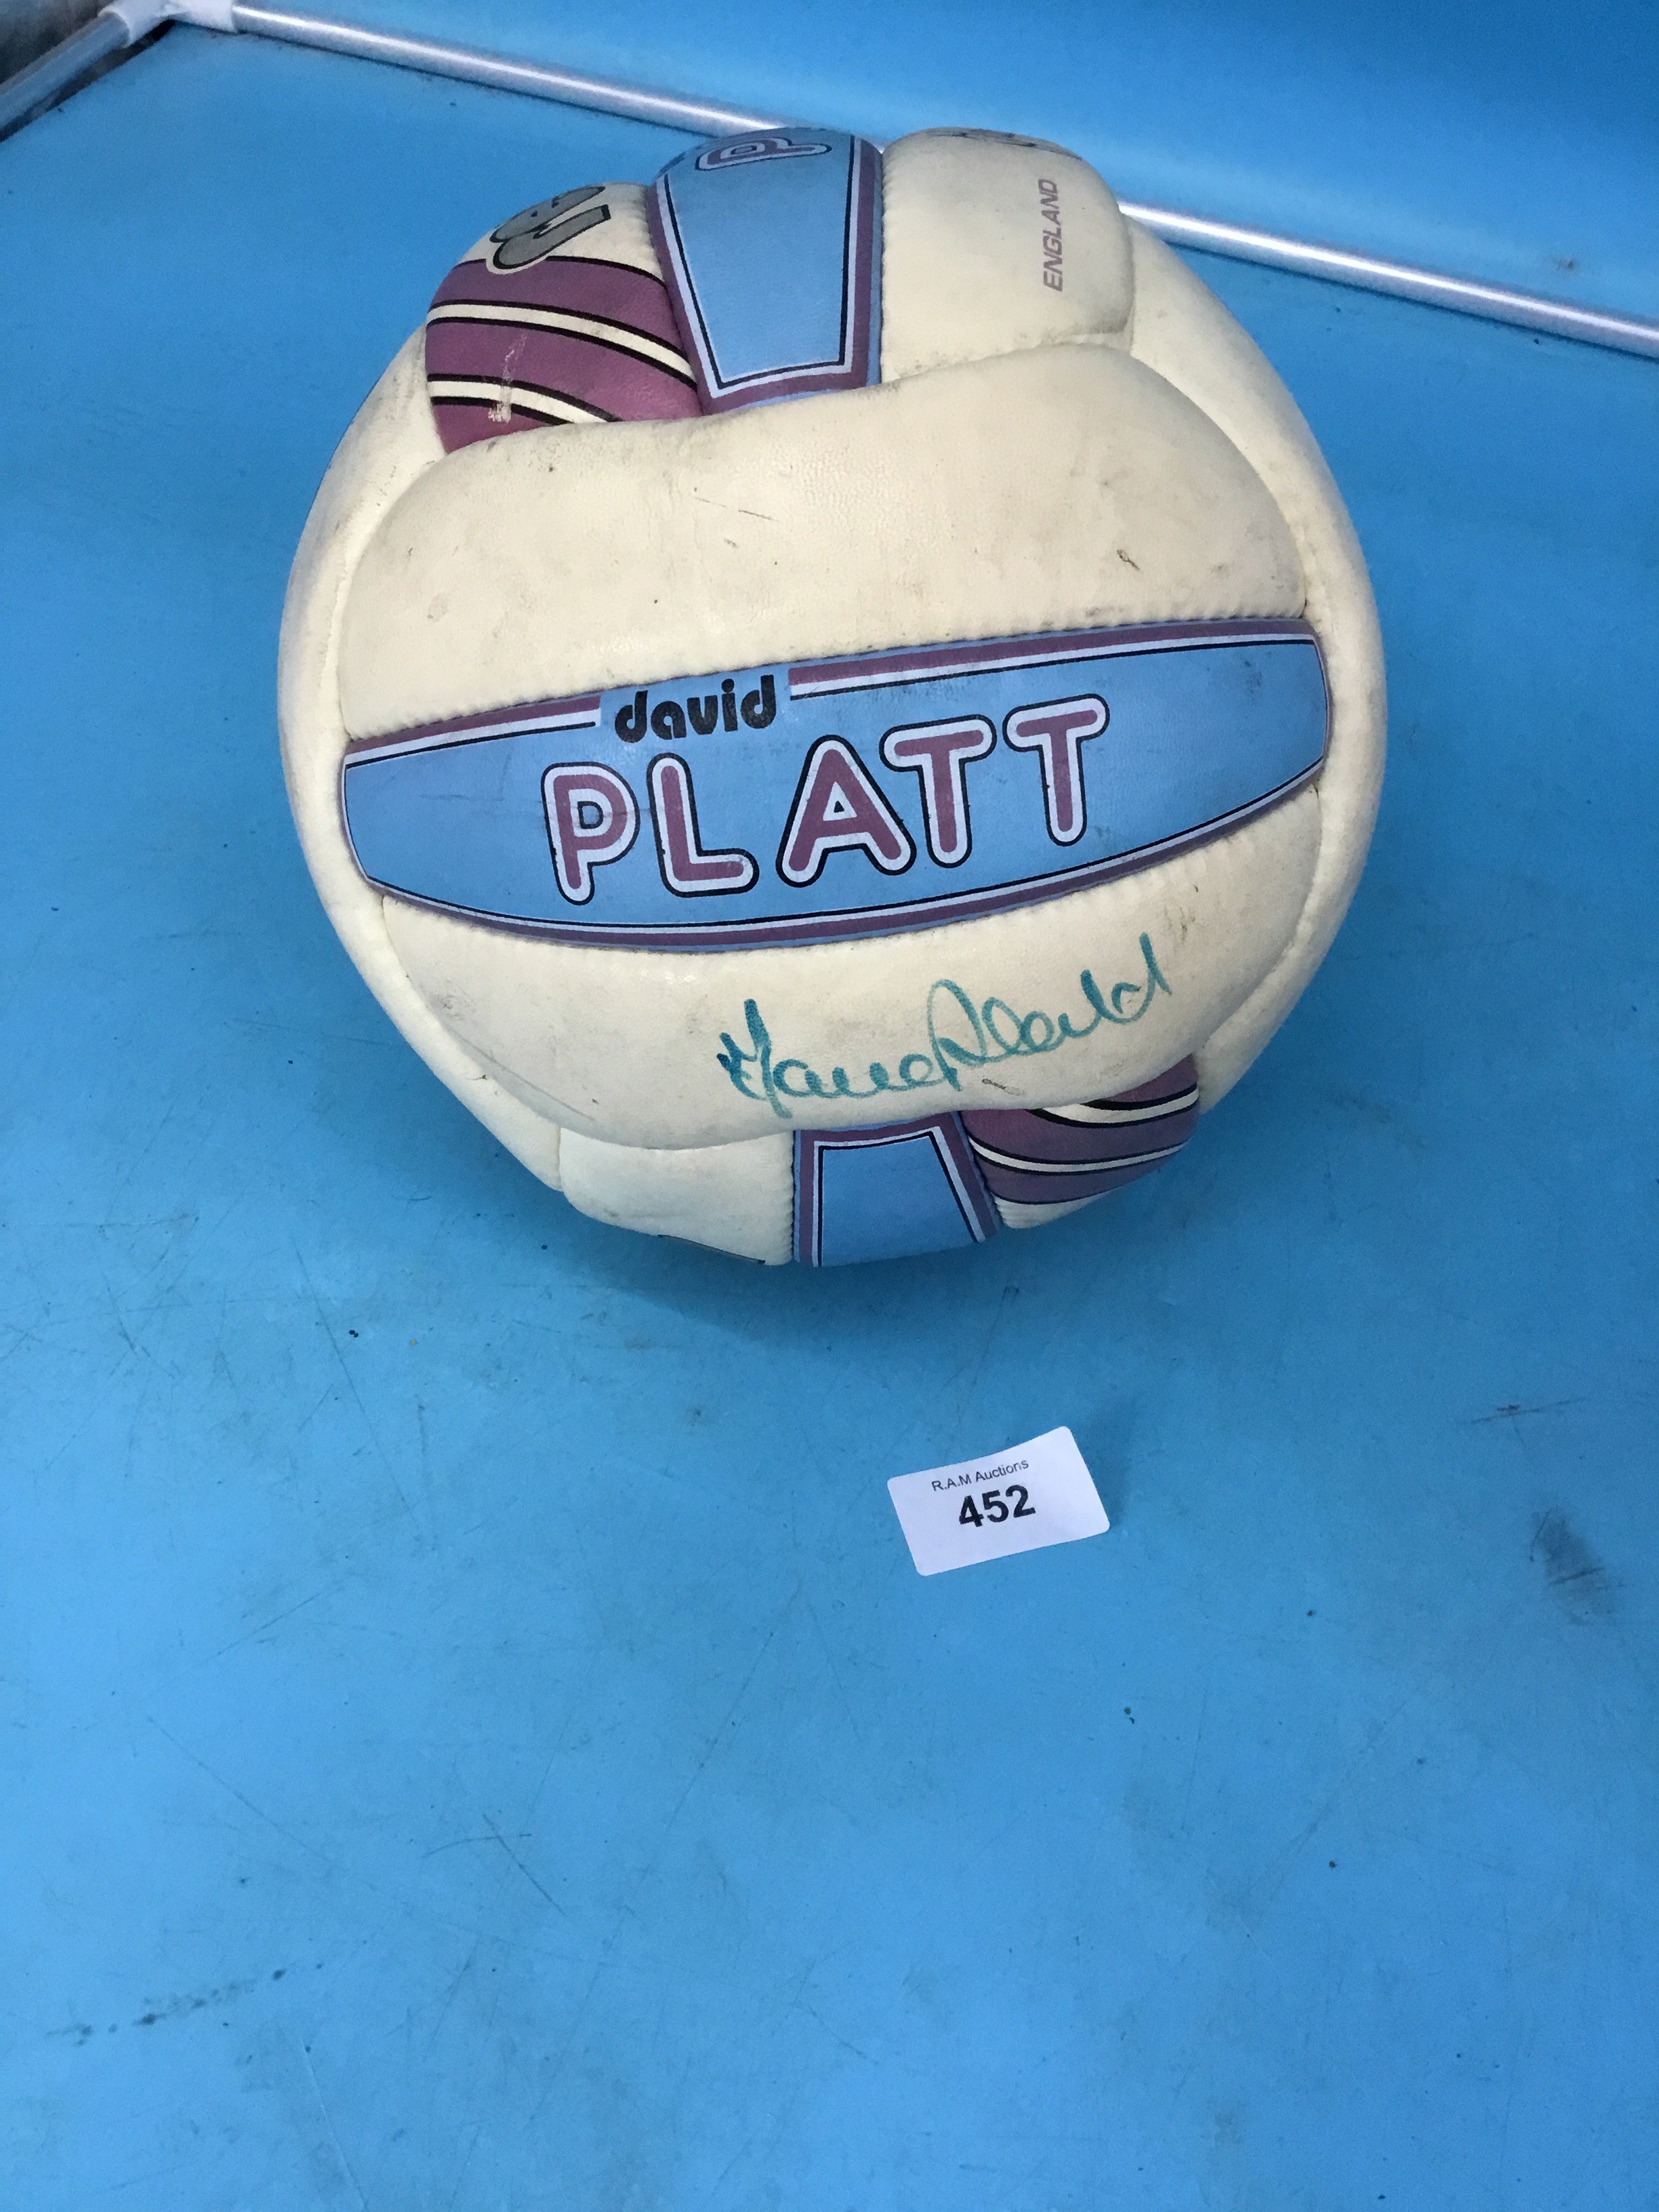 P
ENGLAND
david
PLATT
R.A.M Auctions
452